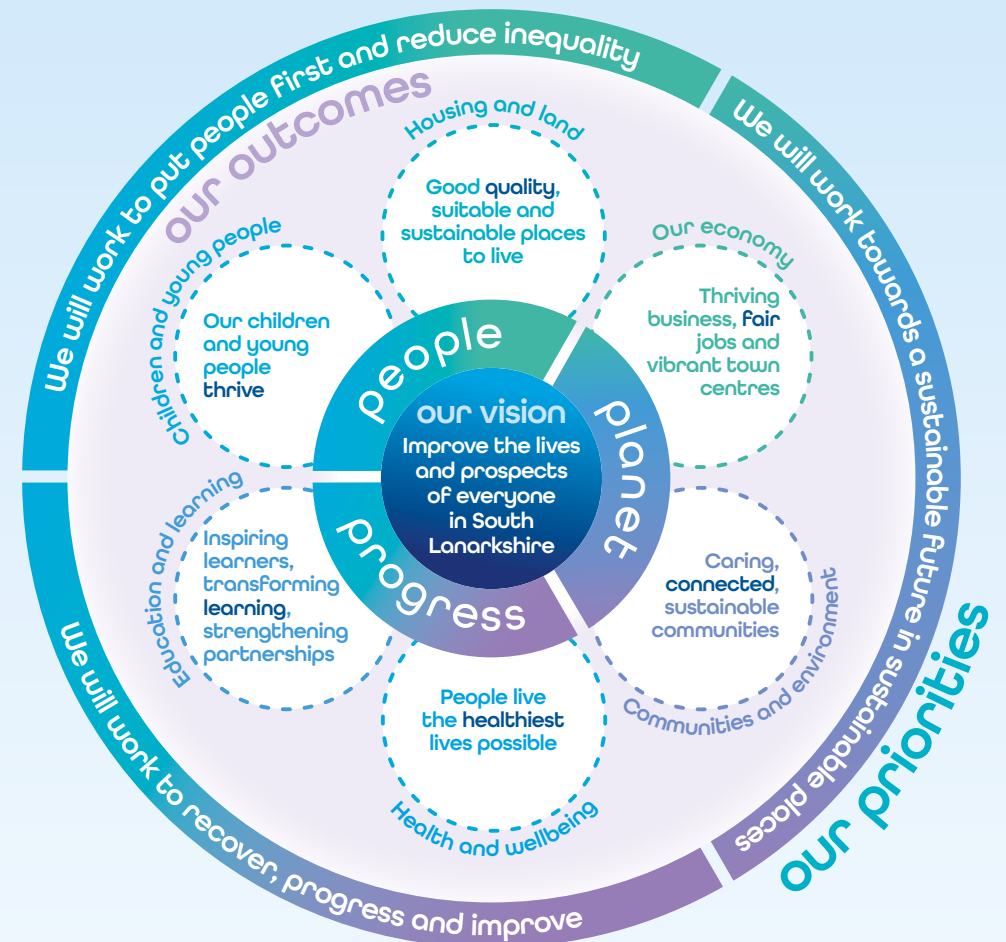 We will work to put people first and reduce inequality
We will work towards a sustainable future in sustainable places
We will work to recover, progress and improve
our priorities
our outcomes
Housing and land
Good quality,
suitable and
sustainable places
to live
Our economy
Thriving
business, fair
jobs and
vibrant town
centres
Communities and environment
Caring,
connected,
sustainable
communities
Health and wellbeing
People live
the healthiest
lives possible
Education and learning
Inspiring
learners,
transforming
learning,
strengthening
partnerships
Children and young people
Our children
and young
people
thrive
people
planet
progress
our vision
Improve the lives
and prospects
of everyone
in South
Lanarkshire